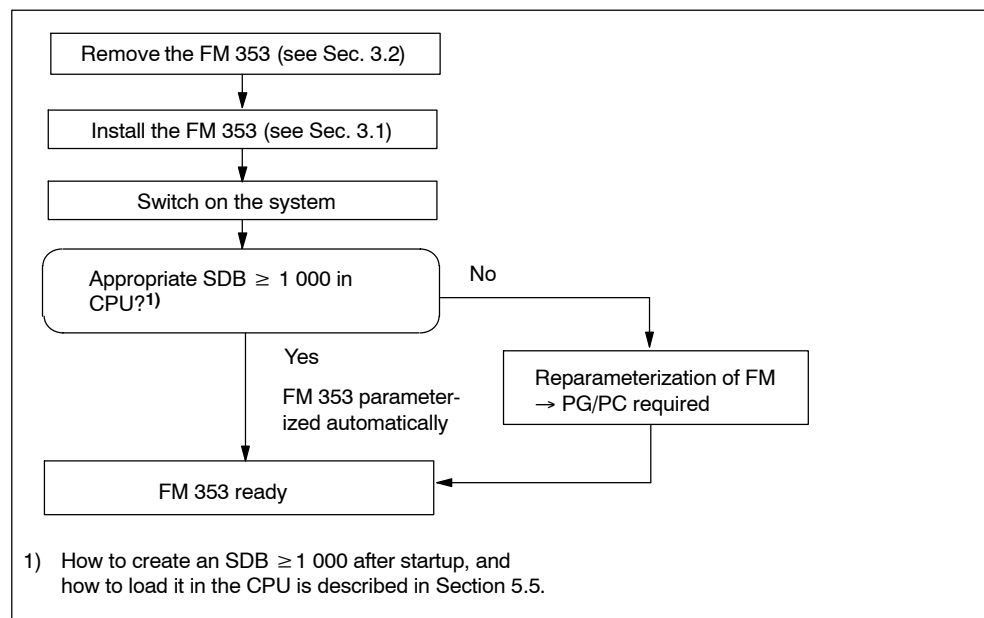 Remove the FM 353 (see Sec. 3.2)
Install the FM 353 (see Sec. 3.1)
Switch on the system
Appropriate SDB ≥ 1 000 in
CPU?1)
No
Yes
FM 353 parameter-
ized automatically
Reparameterization of FM
→ PG/PC required
FM 353 ready
1) How to create an SDB ≥ 1 000 after startup, and
how to load it in the CPU is described in Section 5.5.